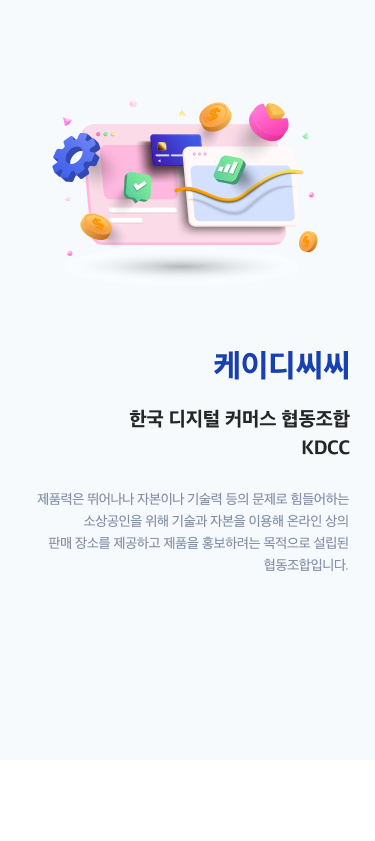 케이디씨씨
한국 디지털 커머스 협동조합
KDCC
제품력은 뛰어나나 자본이나 기술력 등의 문제로 힘들어하는
소상공인을 위해 기술과 자본을 이용해 온라인 상의
판매 장소를 제공하고 제품을 홍보하려는 목적으로 설립된
협동조합입니다.